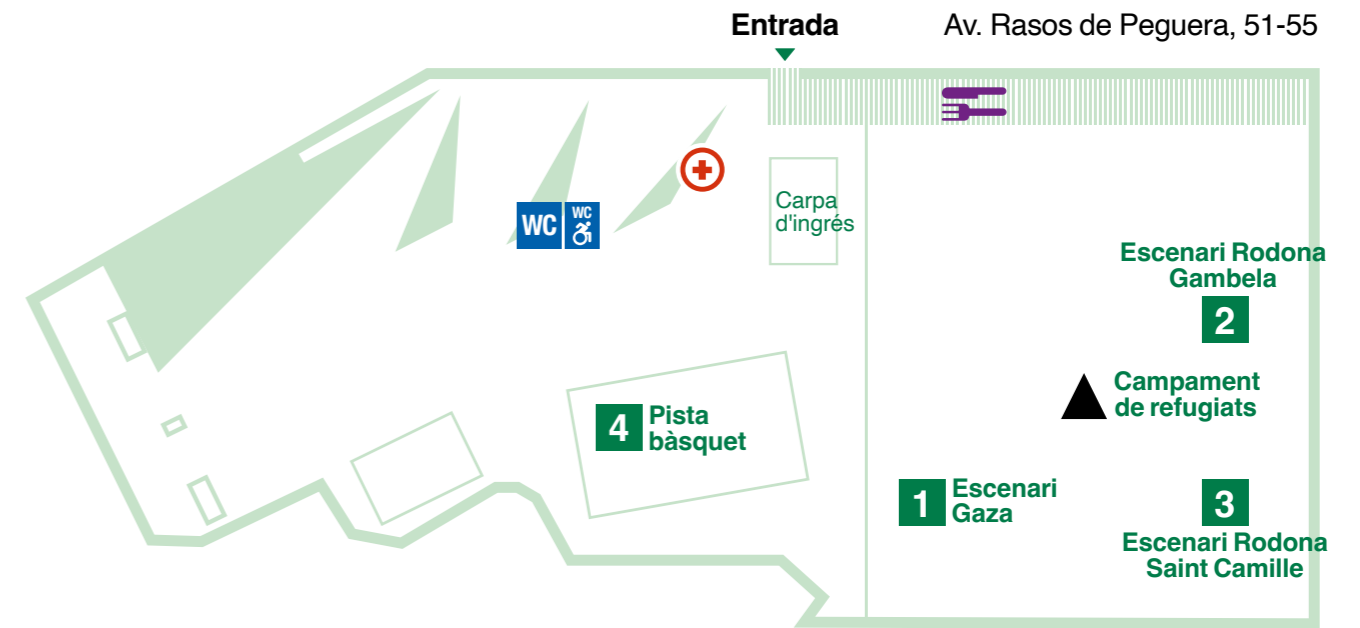 Entrada
Av. Rasos de Peguera, 51-55
WC
WC
Carpa
d'ingrés
Escenari Rodona
Gambela
2
Campament
de refugiats
4
Pista
bàsquet
1
Escenari
Gaza
3
Escenari Rodona
Saint Camille